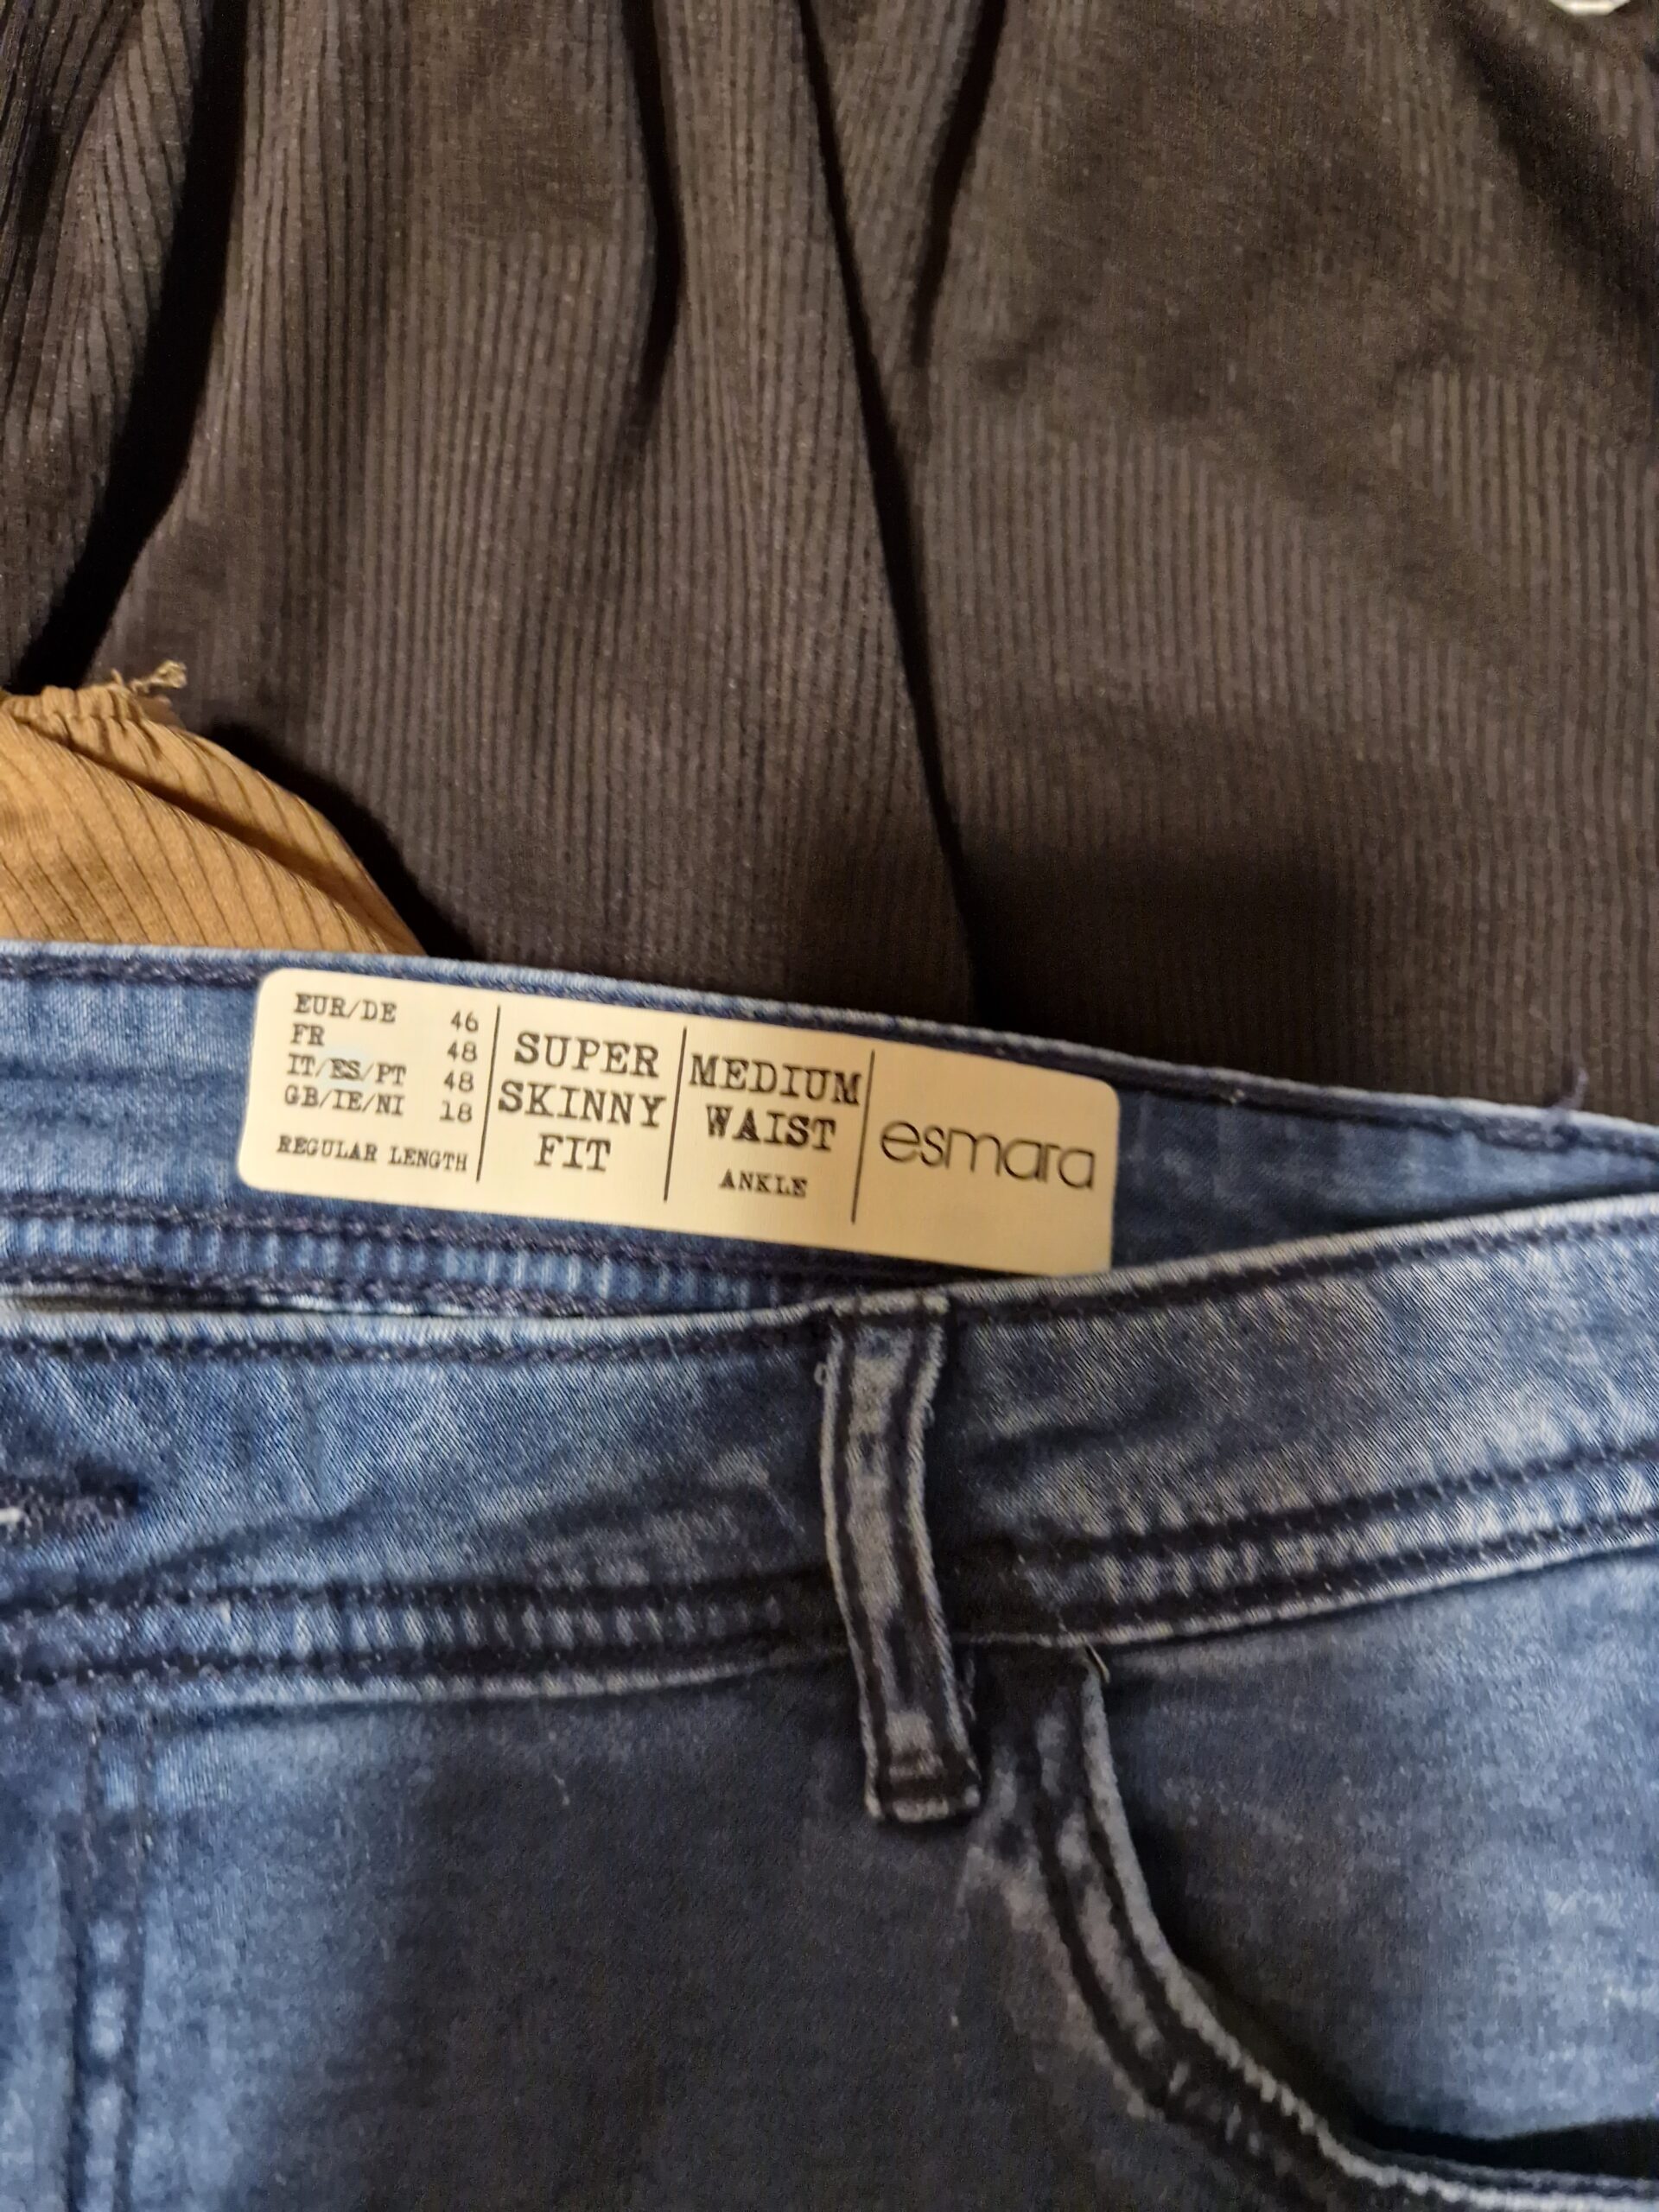 EUR/DE 46
FR 48
IT/ES/PT 48
GB/IE/NI 18
REGULAR LENGTH
SUPER
SKINNY
FIT
MEDIUM
WAIST
ANKLE
esmara